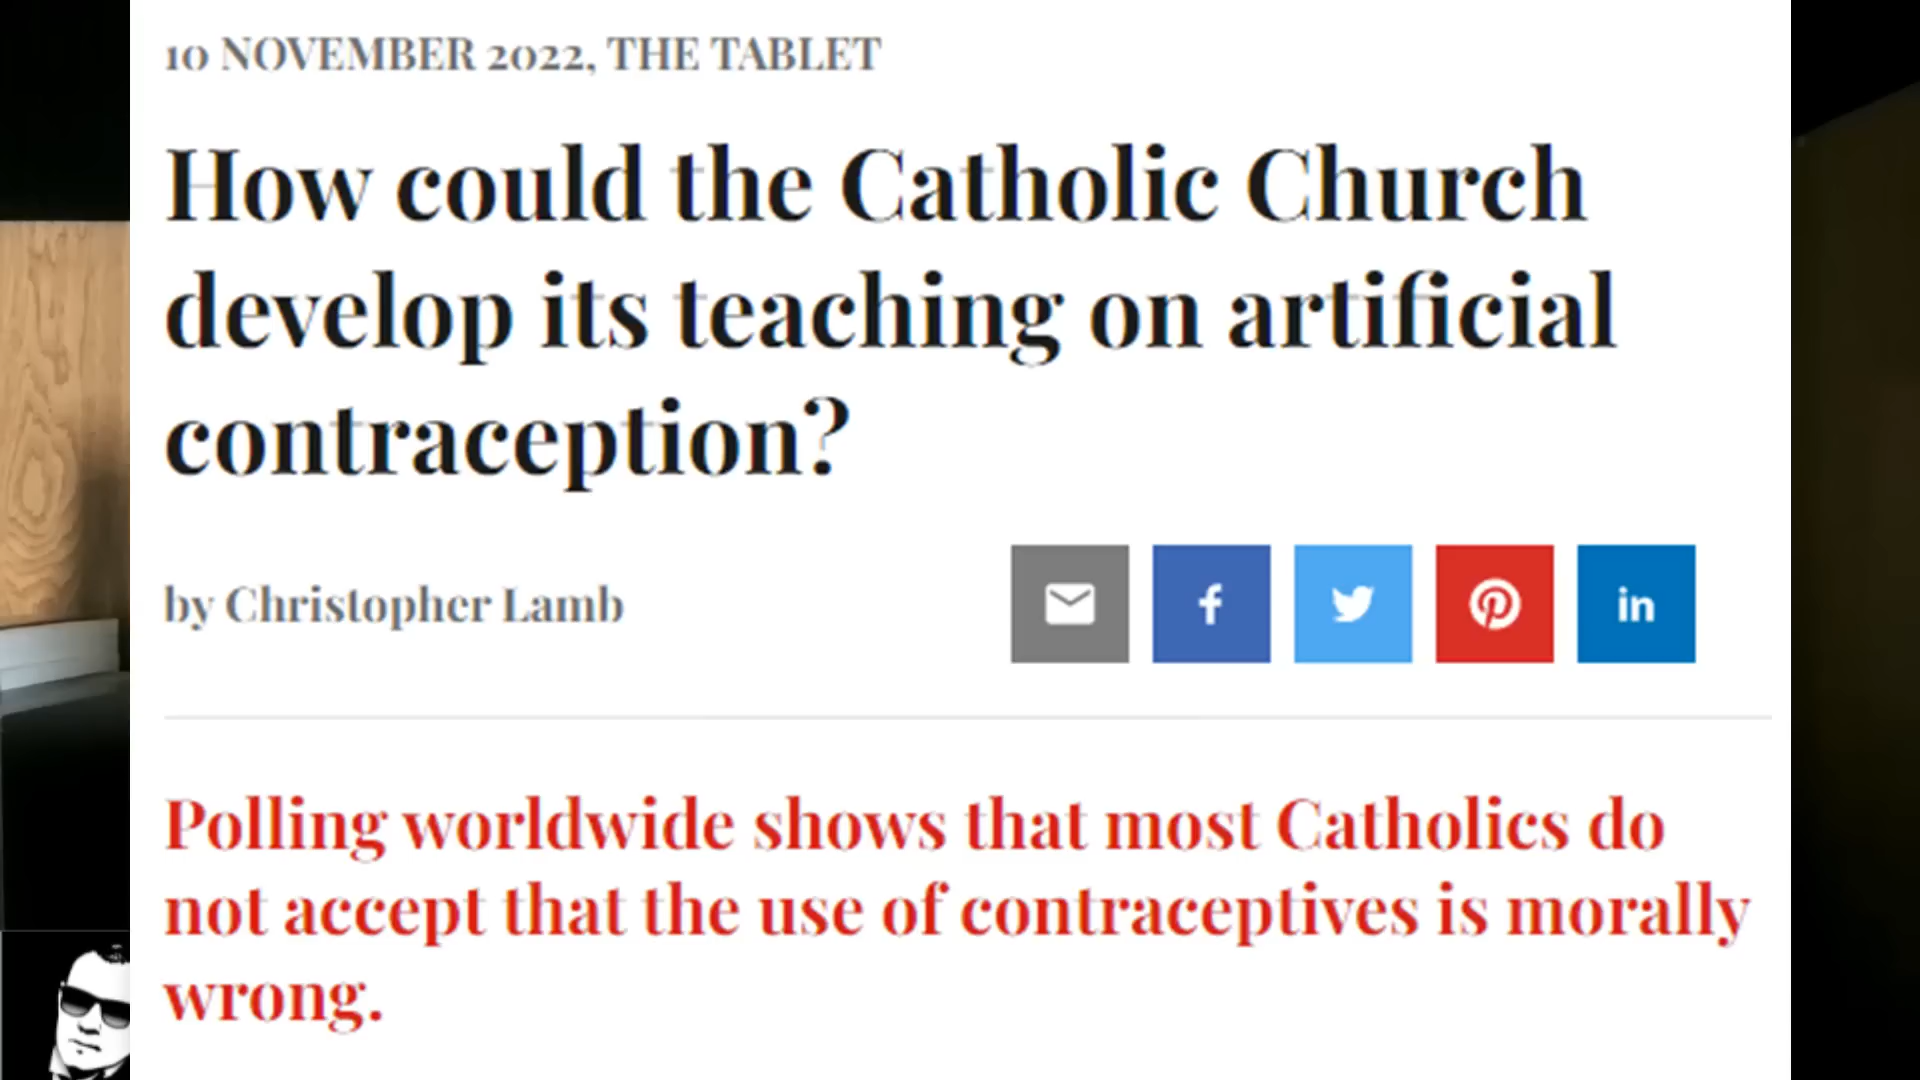 10 NOVEMBER 2022, THE TABLET
How could the Catholic Church
develop its teaching on artificial
contraception?
by Christopher Lamb
f
in
Polling worldwide shows that most Catholics do
not accept that the use of contraceptives is morally
wrong.